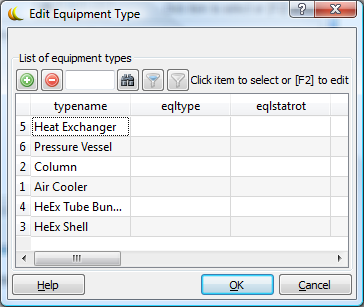 Edit Equipment Type
List of equipment types
Click item to select or [F2] to edit
typename eqltype eqlstatrot
5 Heat Exchanger
6 Pressure Vessel
2 Column
1 Air Cooler
4 HeEx Tube Bun...
3 HeEx Shell
Help OK Cancel